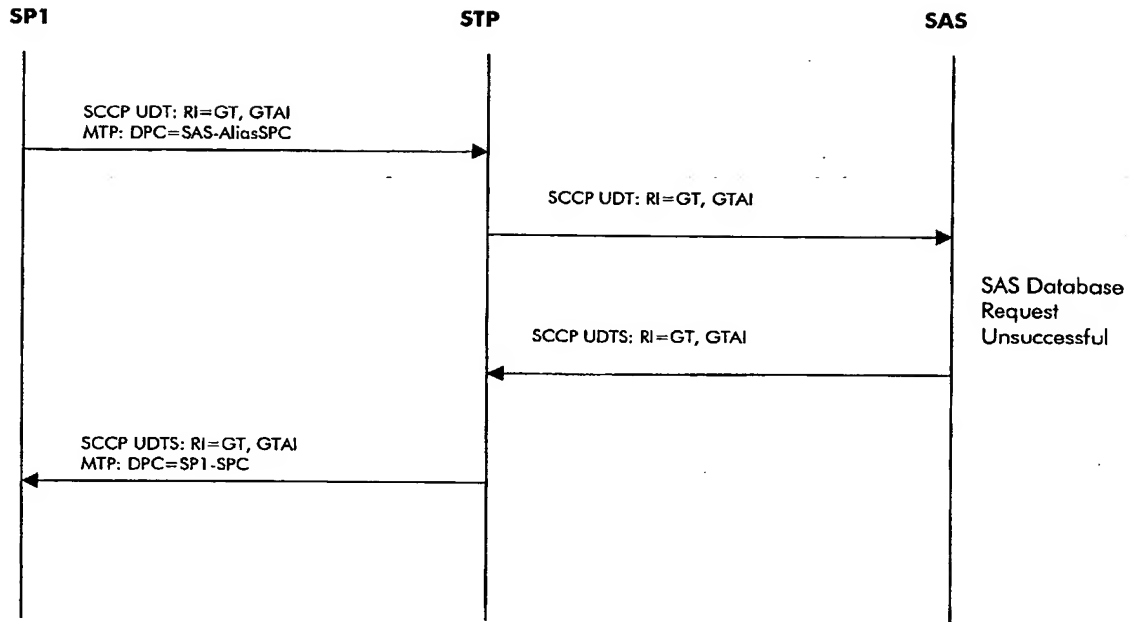 SP1
STP
SAS
SCCP UDT: RI=GT, GTAI
MTP: DPC=SAS-AliasSPC
SCCP UDT: RI=GT, GTAI
SAS Database
Request
Unsuccessful
SCCP UDTS: RI=GT, GTAI
SCCP UDTS: RI=GT, GTAI
MTP: DPC=SP1-SPC